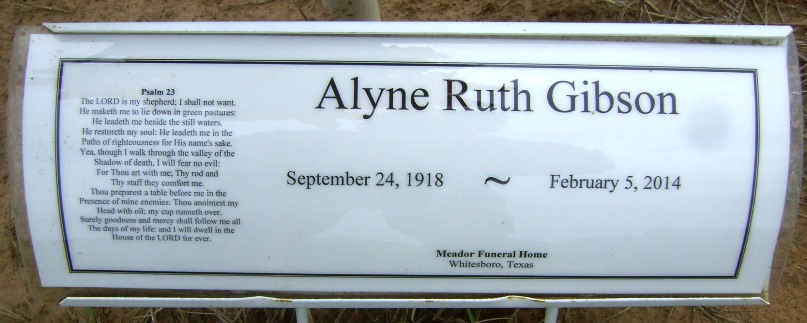 Psalm 23
The LORD is my shepherd; I shall not want.
He maketh me to lie down in green pastures:
He leadeth me beside the still waters.
He restoreth my soul: He leadeth me in the
Paths of righteousness for His name's sake.
Yea, though I walk through the valley of the
Shadow of death, I will fear no evil:
For Thou art with me; Thy rod and
Thy staff they comfort me.
Thou preparest a table before me in the
Presence of mine enemies: Thou anointest my
Head with oil; my cup runneth over.
Surely goodness and mercy shall follow me all
The days of my life: and I will dwell in the
House of the LORD for ever.
Alyne Ruth Gibson
September 24, 1918 ~ February 5, 2014
Meador Funeral Home
Whitesboro, Texas